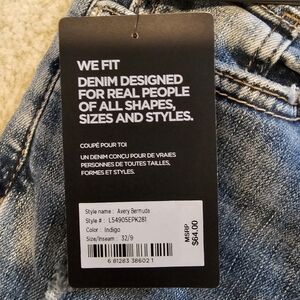 WE FIT
DENIM DESIGNED
FOR REAL PEOPLE
OF ALL SHAPES,
SIZES AND STYLES.
COUPÉ POUR TOI
UN DENIM CONÇU POUR DE VRAIES
PERSONNES DE TOUTES TAILLES,
FORMES ET STYLES.
Style name : Avery Bermuda
Style # : L54905EPK281
Color : Indigo
Size/Inseam : 32/9
6 81283 38602 1
MSRP
$64.00